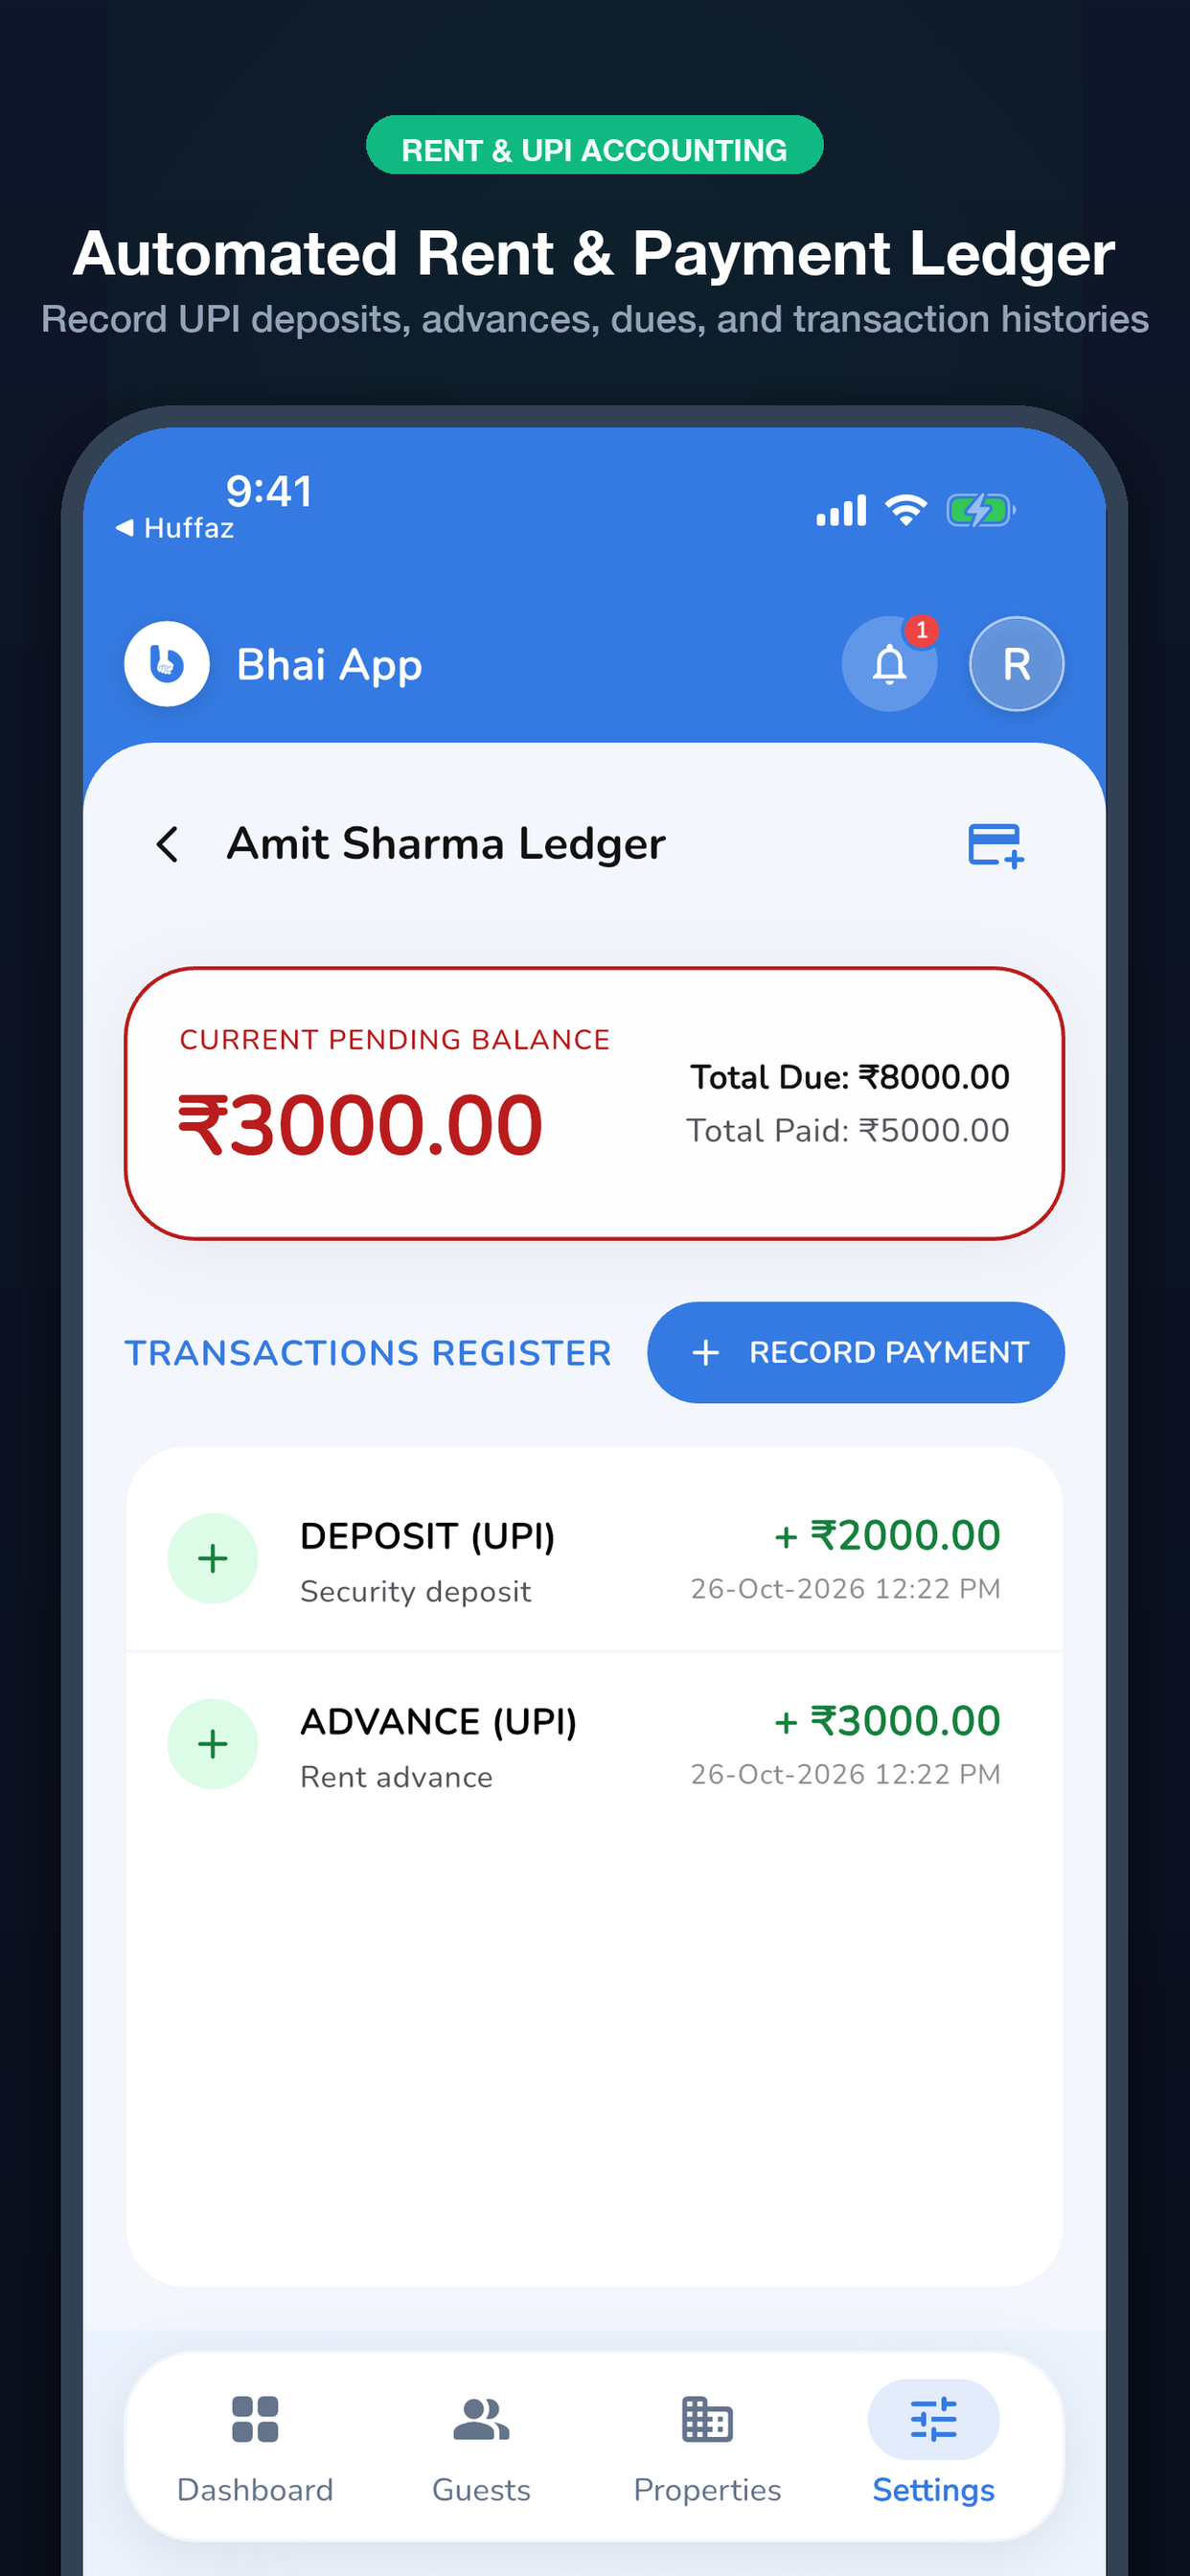 RENT & UPI ACCOUNTING
Automated Rent & Payment Ledger
Record UPI deposits, advances, dues, and transaction histories
9:41
◀ Huffaz
Bhai App
1
R
Amit Sharma Ledger
CURRENT PENDING BALANCE
₹3000.00
Total Due: ₹8000.00
Total Paid: ₹5000.00
TRANSACTIONS REGISTER
+ RECORD PAYMENT
DEPOSIT (UPI)
+ ₹2000.00
Security deposit
26-Oct-2026 12:22 PM
ADVANCE (UPI)
+ ₹3000.00
Rent advance
26-Oct-2026 12:22 PM
Dashboard
Guests
Properties
Settings